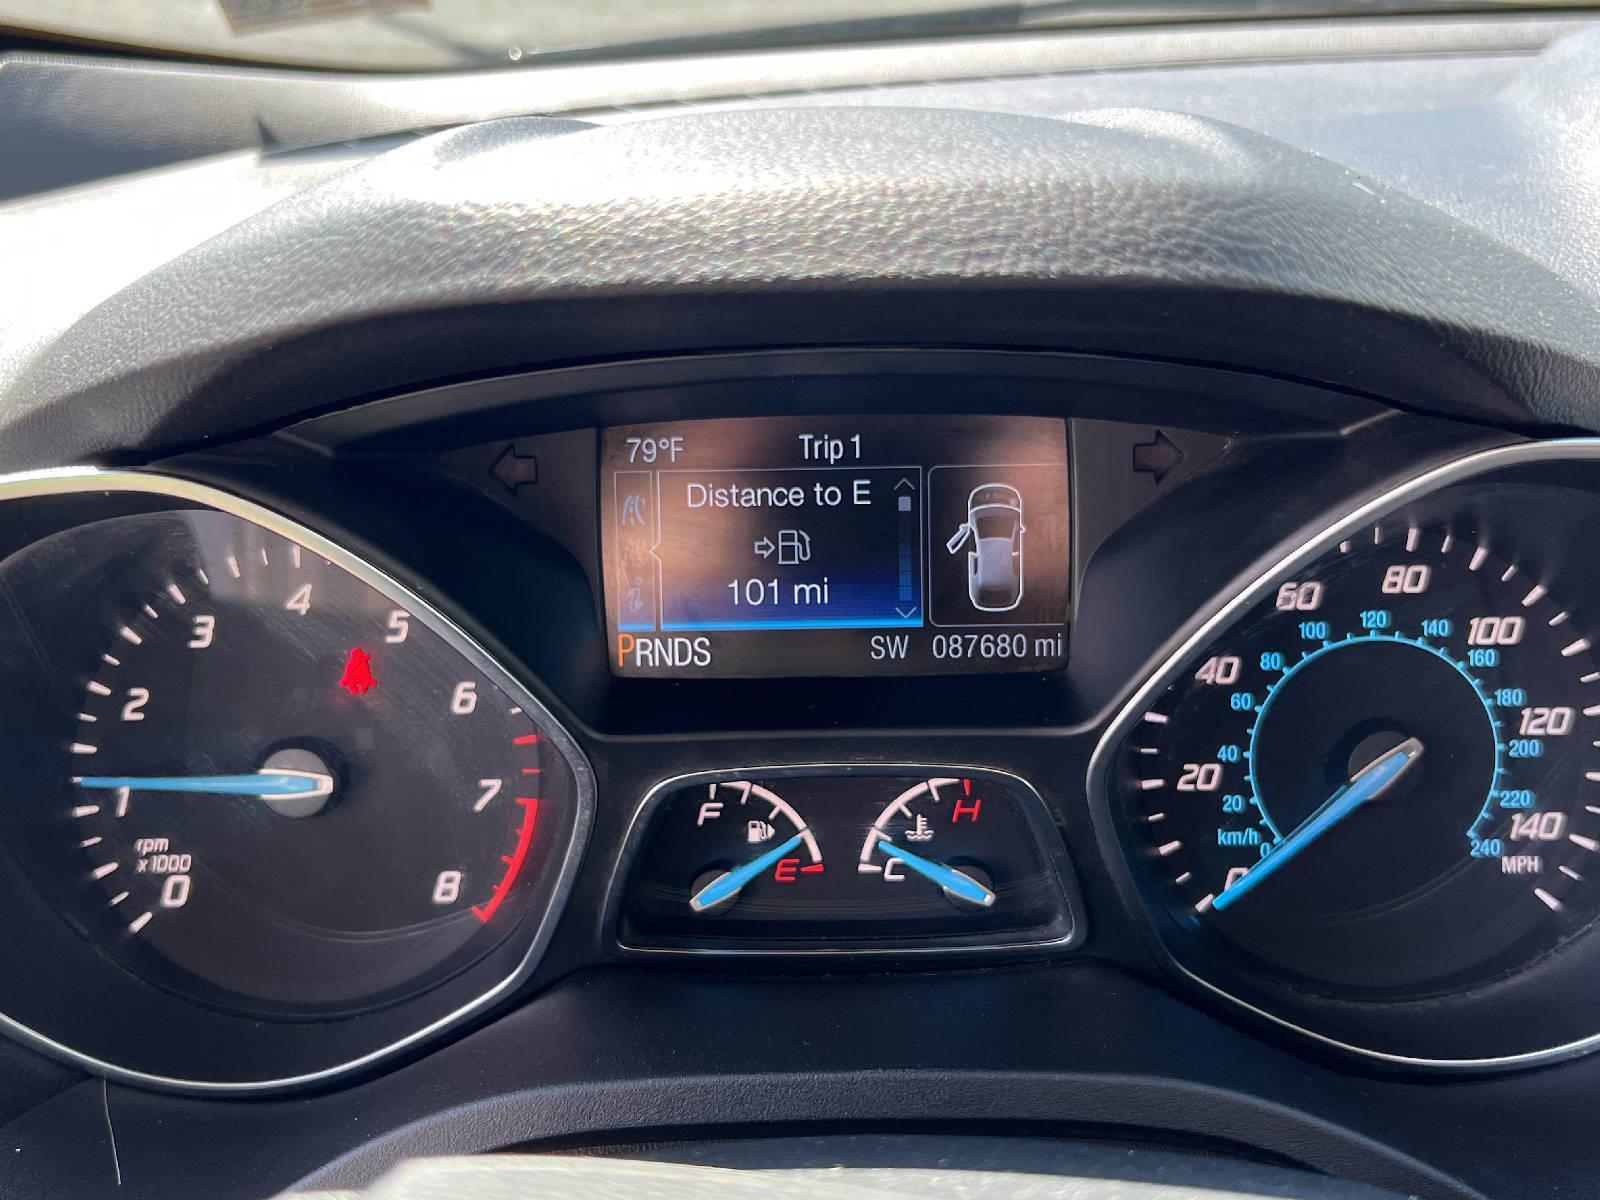 79°F Trip 1
Distance to E
101 mi
PRNDS SW 087680 mi
0 1 2 3 4 5 6 7 8
rpm
x1000
F
E
H
C
0 20 40 60 80 100 120 140
MPH
km/h
0 20 40 60 80 100 120 140 160 180 200 220 240